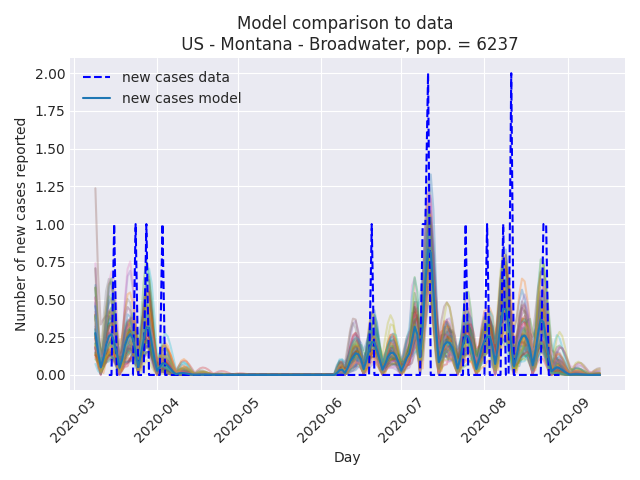 Model comparison to data
US - Montana - Broadwater, pop. = 6237
new cases data
new cases model
2.00
1.75
1.50
1.25
1.00
0.75
0.50
0.25
0.00
Number of new cases reported
2020-03
2020-04
2020-05
2020-06
2020-07
2020-08
2020-09
Day